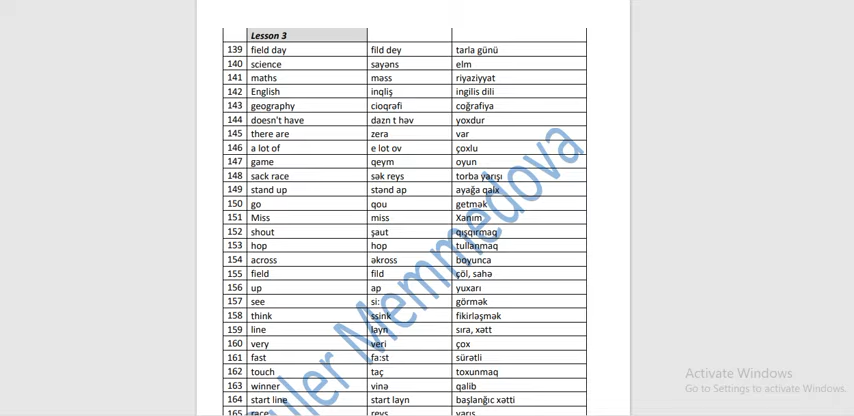 Lesson 3
139 field day fild dey tarla günü
140 science sayəns elm
141 maths məss riyaziyyat
142 English inqliş ingilis dili
143 geography cioqrəfi coğrafiya
144 doesn't have dazn t həv yoxdur
145 there are zera var
146 a lot of e lot ov çoxlu
147 game qeym oyun
148 sack race sək reys torba yarışı
149 stand up stənd ap ayağa qalx
150 go qou getmək
151 Miss miss Xanım
152 shout şaut qışqırmaq
153 hop hop tullanmaq
154 across əkross boyunca
155 field fild çöl, sahə
156 up ap yuxarı
157 see si: görmək
158 think ssink fikirləşmək
159 line layn sıra, xətt
160 very veri çox
161 fast fa:st sürətli
162 touch taç toxunmaq
163 winner vinə qalib
164 start line start layn başlanğıc xətti
165 race reys yarış
Memmedova
Activate Windows
Go to Settings to activate Windows.